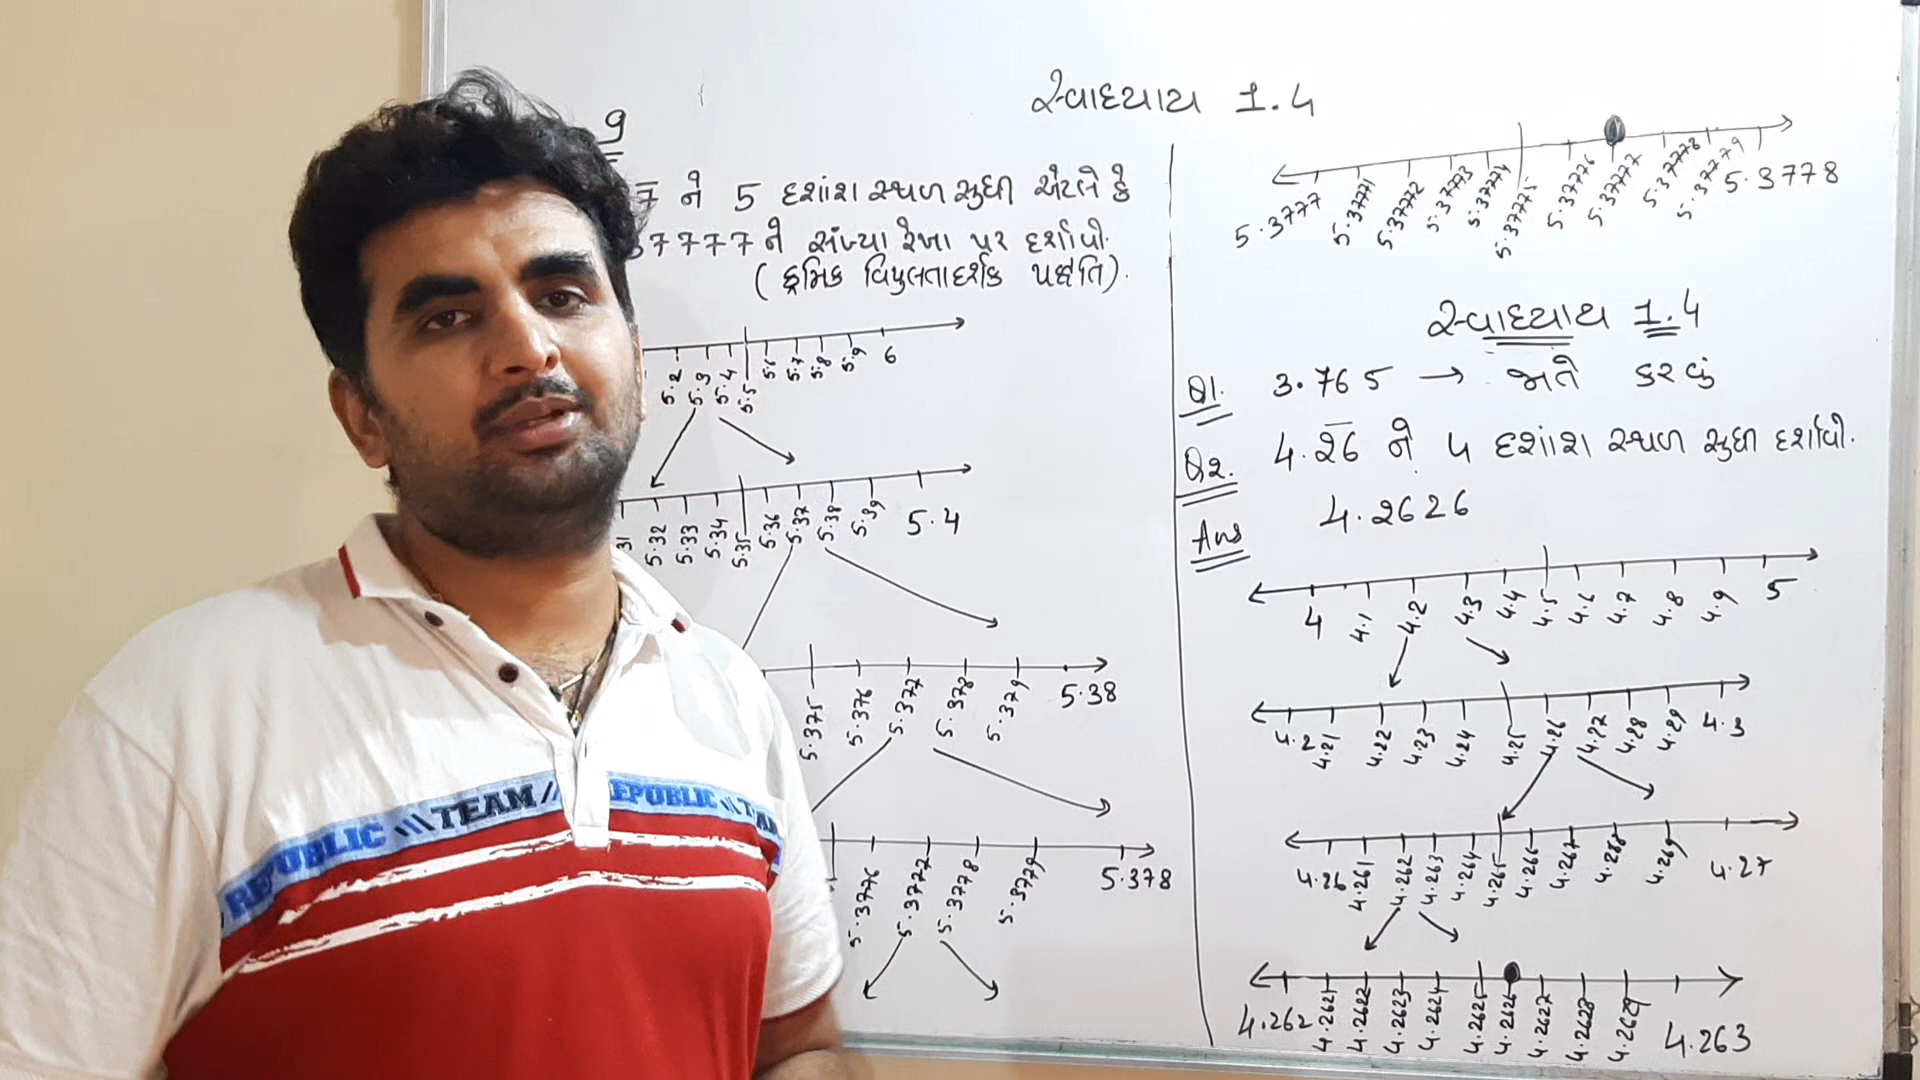 સ્વાધ્યાય 1.4
9
7̅ ને 5 દશાંશ સ્થળ સુધી એટલે કે
37777 ને સંખ્યા રેખા પર દર્શાવો.
(ક્રમિક વિપુલતાદર્શક પદ્ધતિ).
5.2 5.3 5.4 5.5 5.6 5.7 5.8 5.9 6
31 5.32 5.33 5.34 5.35 5.36 5.37 5.38 5.39 5.4
5.375 5.376 5.377 5.378 5.379 5.38
5.3776 5.3777 5.3778 5.3779 5.378
5.3777 5.37771 5.37772 5.37773 5.37774 5.37775 5.37776 5.37777 5.37778 5.37779 5.3778
સ્વાધ્યાય 1.4
Q1. 3.765 → જાતે કરવું
Q2. 4.2̅6̅ ને 4 દશાંશ સ્થળ સુધી દર્શાવો.
Ans 4.2626
4 4.1 4.2 4.3 4.4 4.5 4.6 4.7 4.8 4.9 5
4.2 4.21 4.22 4.23 4.24 4.25 4.26 4.27 4.28 4.29 4.3
4.26 4.261 4.262 4.263 4.264 4.265 4.266 4.267 4.268 4.269 4.27
4.262 4.2621 4.2622 4.2623 4.2624 4.2625 4.2626 4.2627 4.2628 4.2629 4.263
REPUBLIC \\\ TEAM // REPUBLIC \\\